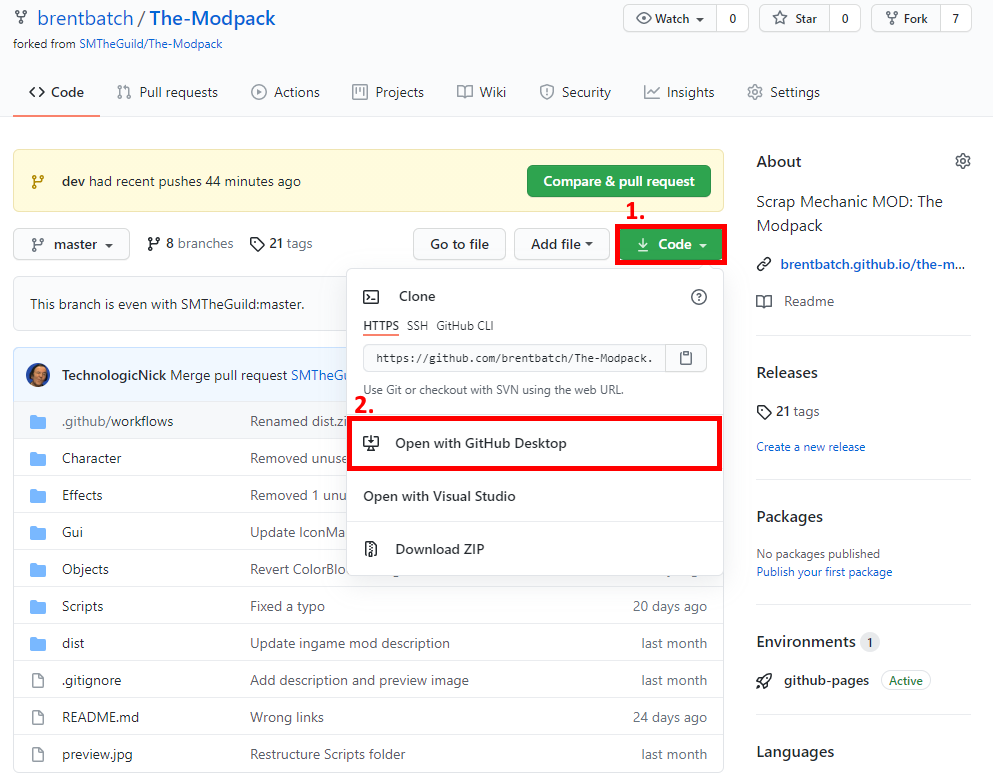 brentbatch / The-Modpack
Watch 0 Star 0 Fork 7
forked from SMTheGuild/The-Modpack
Code Pull requests Actions Projects Wiki Security Insights Settings
dev had recent pushes 44 minutes ago
Compare & pull request
1.
master 8 branches 21 tags
Go to file Add file Code
This branch is even with SMTheGuild:master.
Clone
HTTPS SSH GitHub CLI
https://github.com/brentbatch/The-Modpack.
Use Git or checkout with SVN using the web URL.
2.
Open with GitHub Desktop
Open with Visual Studio
Download ZIP
TechnologicNick Merge pull request SMTheGu
.github/workflows Renamed dist.zi
Character Removed unuse
Effects Removed 1 unu
Gui Update IconMa
Objects Revert ColorBlo
Scripts Fixed a typo 20 days ago
dist Update ingame mod description last month
.gitignore Add description and preview image last month
README.md Wrong links 24 days ago
preview.jpg Restructure Scripts folder last month
About
Scrap Mechanic MOD: The
Modpack
brentbatch.github.io/the-m...
Readme
Releases
21 tags
Create a new release
Packages
No packages published
Publish your first package
Environments 1
github-pages Active
Languages